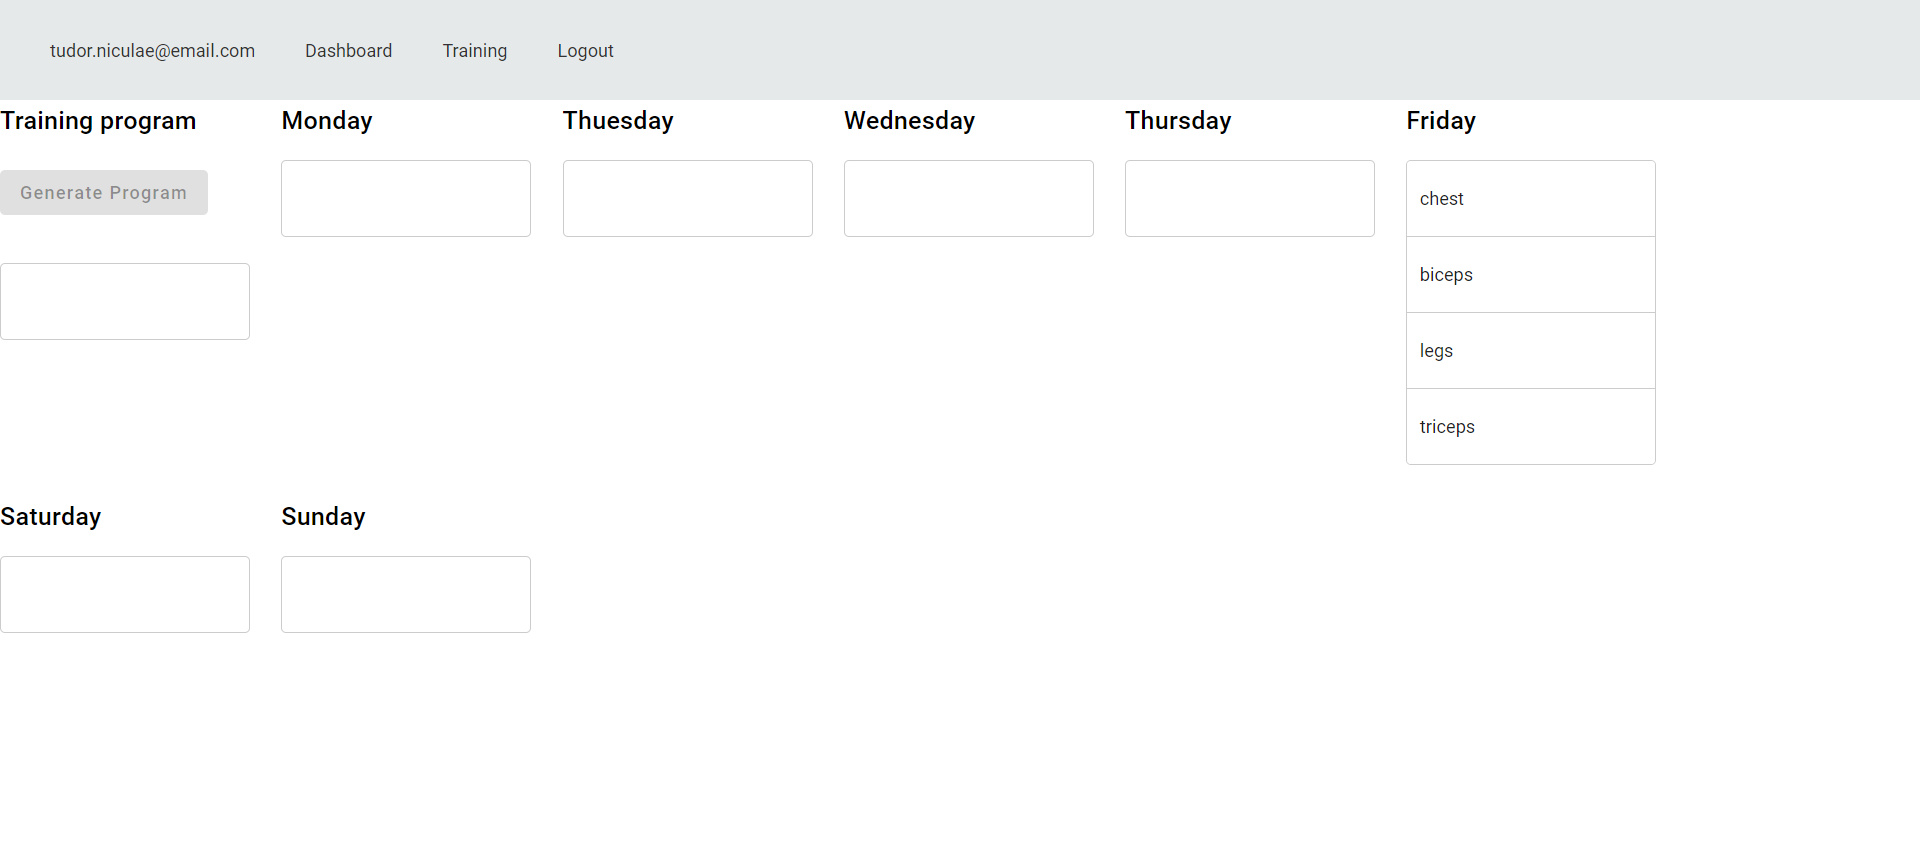 tudor.niculae@email.com Dashboard Training Logout
Training program Monday Thuesday Wednesday Thursday Friday
Generate Program
chest
biceps
legs
triceps
Saturday Sunday